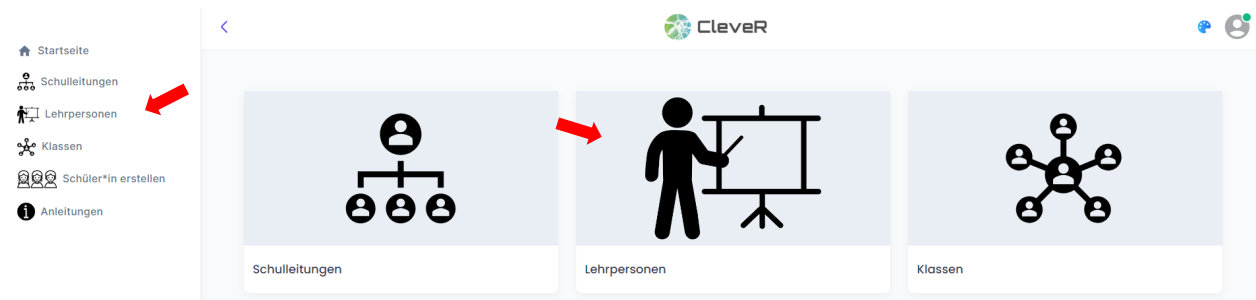 CleveR
Startseite
Schulleitungen
Lehrpersonen
Klassen
Schüler*in erstellen
Anleitungen
Schulleitungen
Lehrpersonen
Klassen